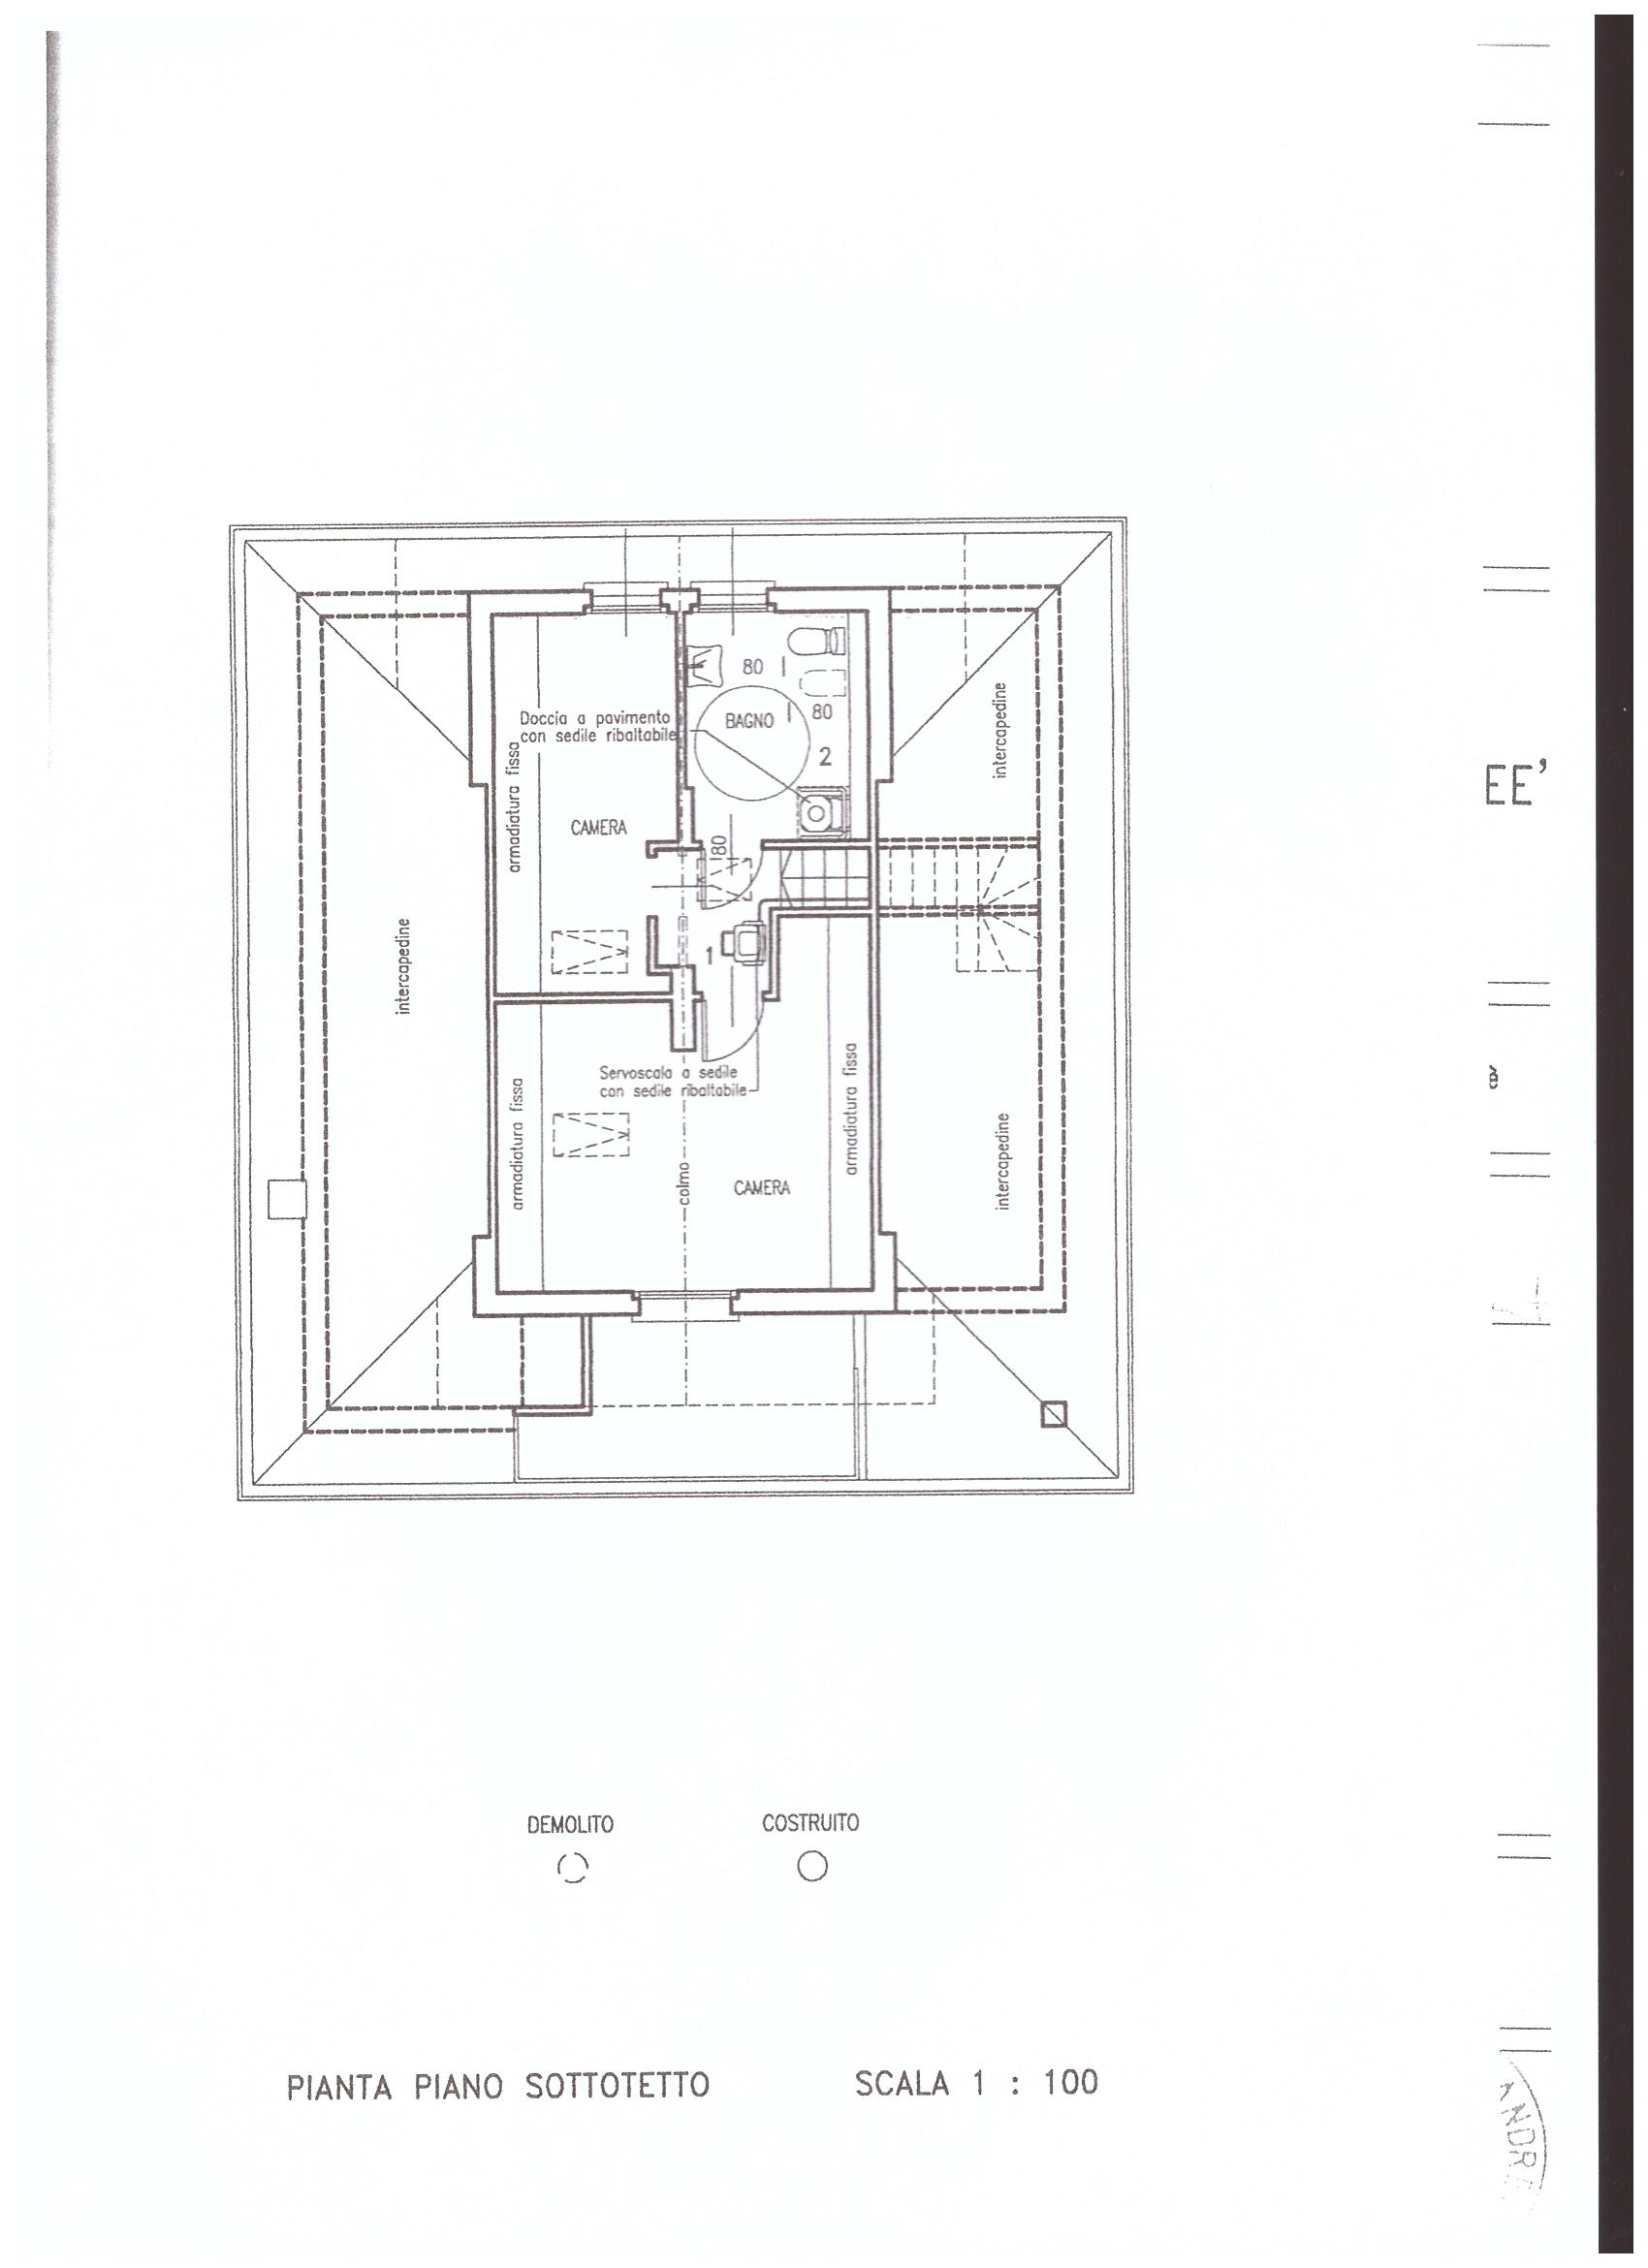 EE'
80
BAGNO
80
2
Doccia a pavimento
con sedile ribaltabile
armadiatura fissa
CAMERA
80
intercapedine
intercapedine
1
Servoscala a sedile
con sedile ribaltabile
armadiatura fissa
armadiatura fissa
colmo
CAMERA
intercapedine
DEMOLITO
COSTRUITO
PIANTA PIANO SOTTOTETTO
SCALA 1 : 100